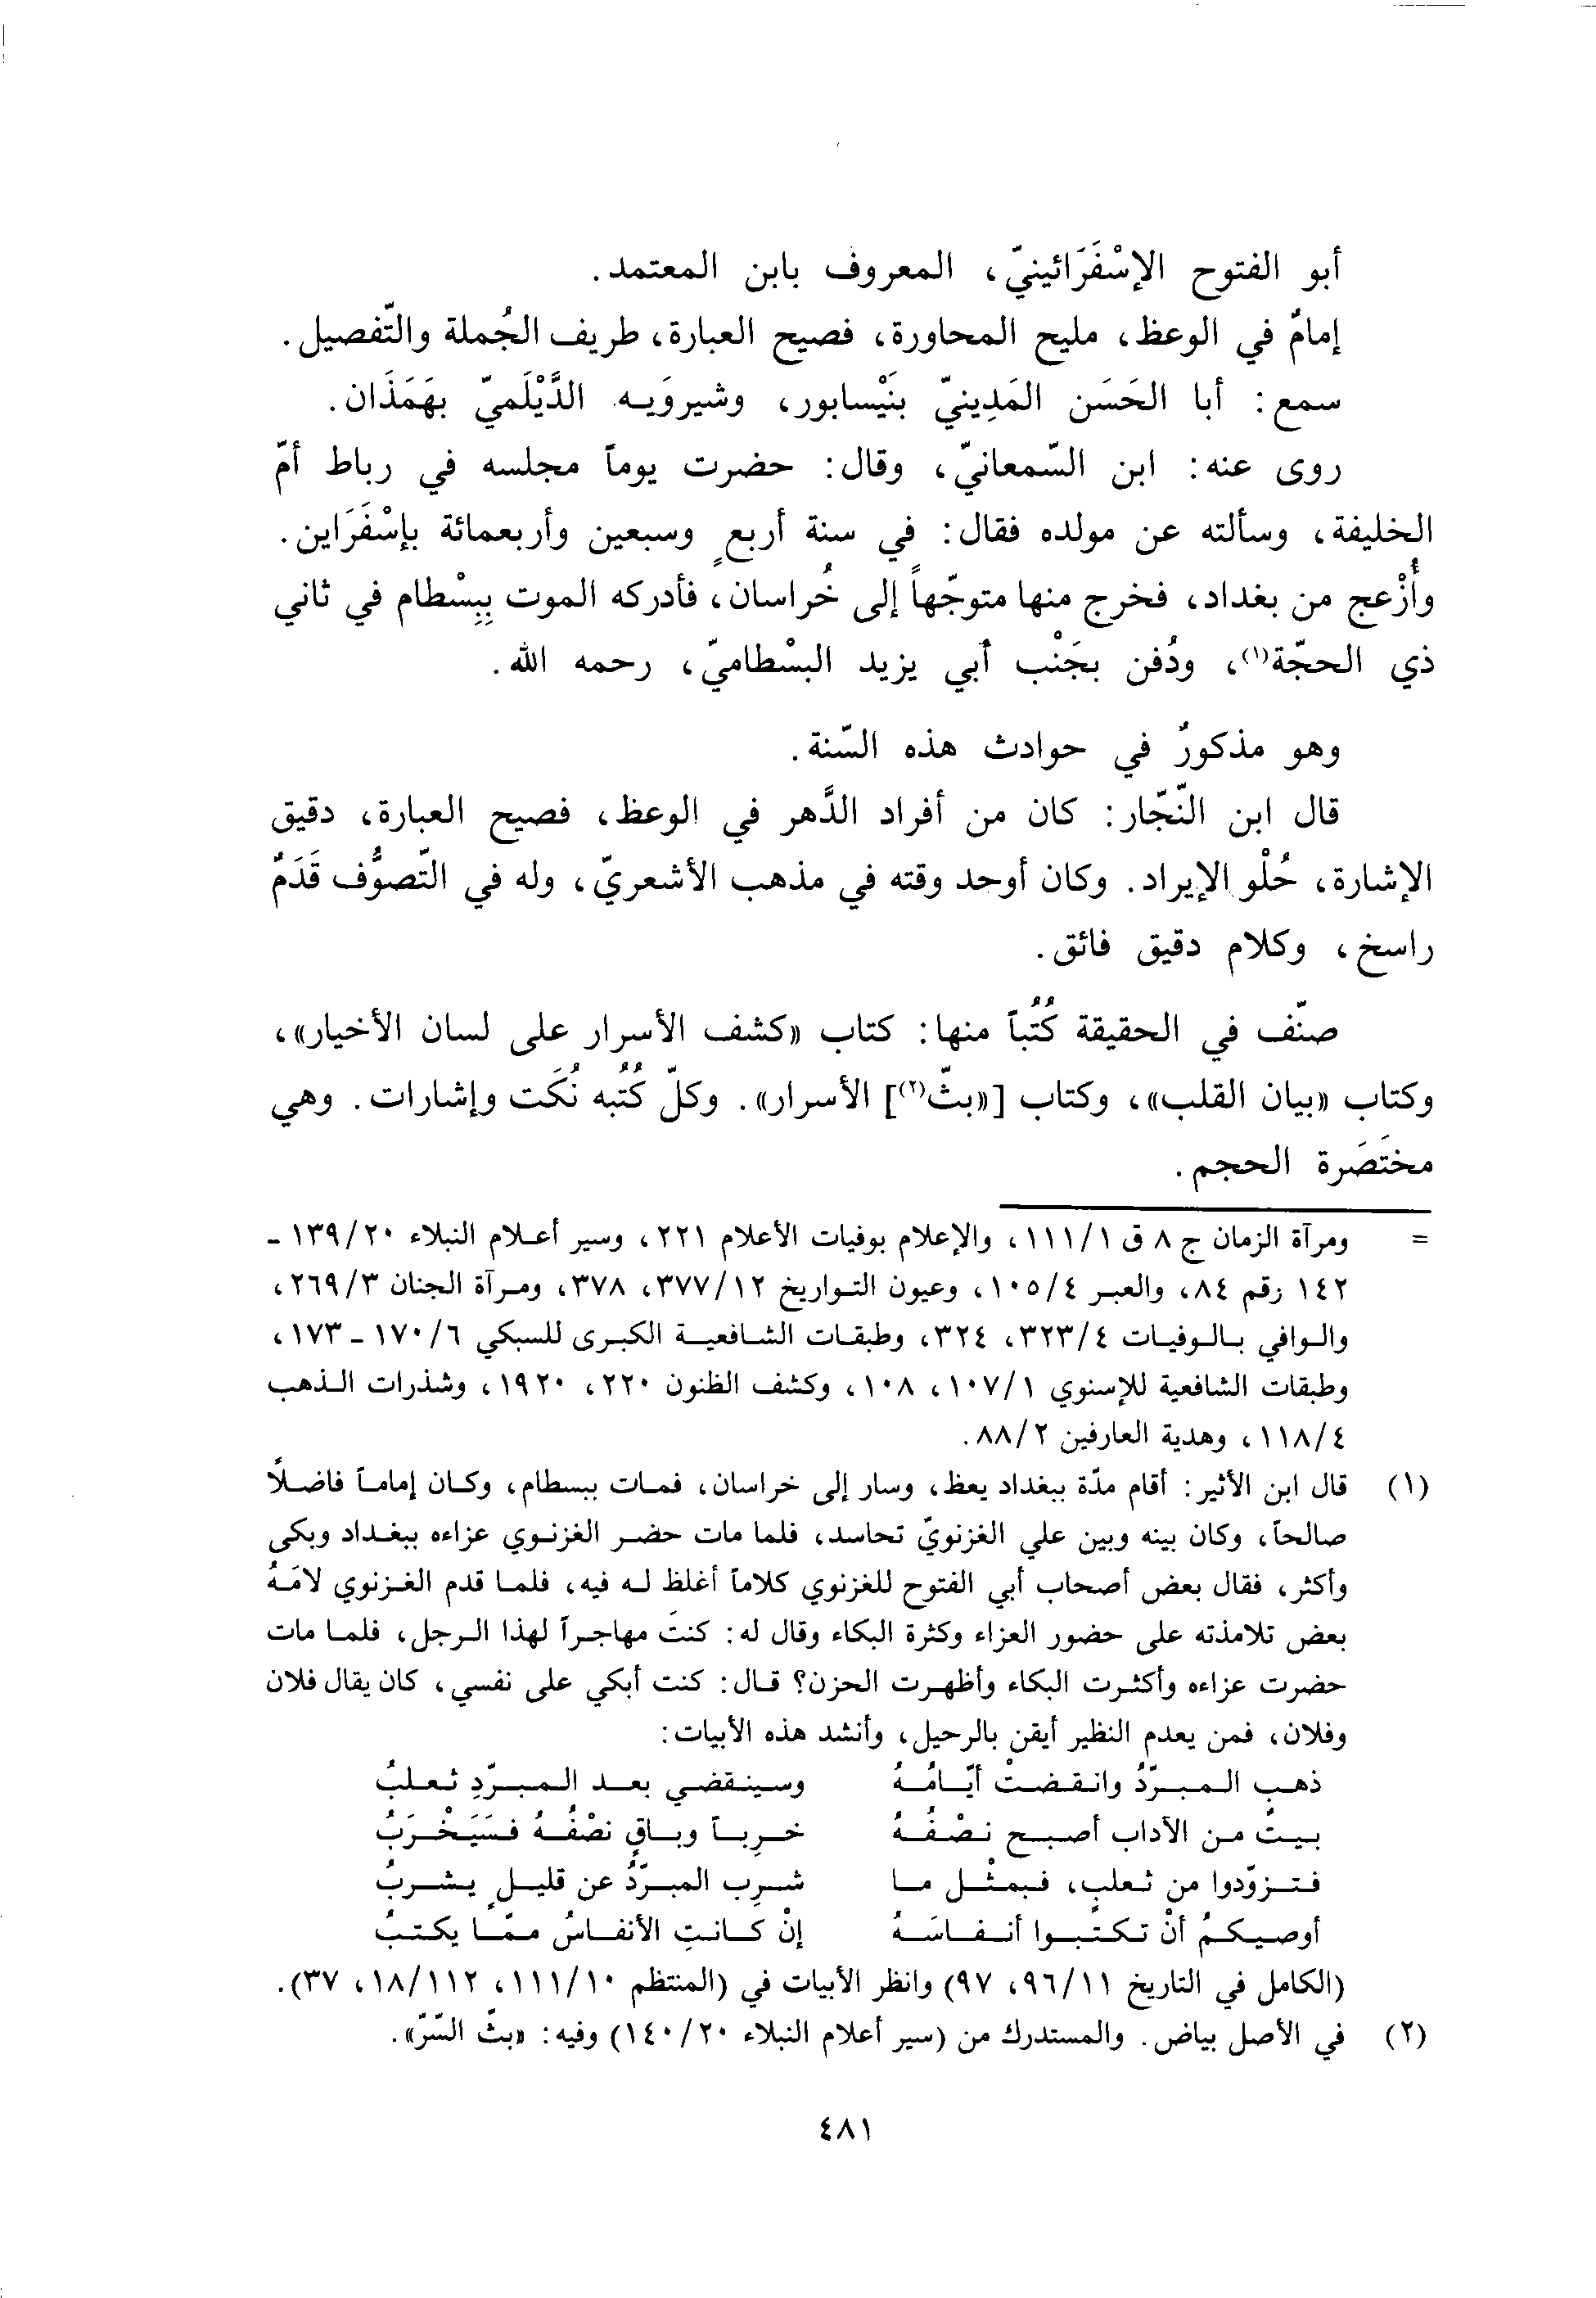 أبو الفتوح الإسْفَرَائينيّ، المعروف بابن المعتمد.
إمامٌ في الوعظ، مليح المحاورة، فصيح العبارة، طريف الجُملة والتّفصيل.
سمع: أبا الحَسَن المَدِينيّ بنَيْسابور، وشيروَيه الدَّيْلَميّ بهَمَذَان.
روى عنه: ابن السّمعانيّ، وقال: حضرت يوماً مجلسه في رباط أمّ
الخليفة، وسألته عن مولده فقال: في سنة أربعٍ وسبعين وأربعمائة بإسْفَرَاين.
وأُزْعج من بغداد، فخرج منها متوجّهاً إلى خُراسان، فأدركه الموت بِبِسْطام في ثاني
ذي الحجّة(١)، ودُفن بجَنْب أبي يزيد البسْطاميّ، رحمه الله.
وهو مذكورٌ في حوادث هذه السّنة.
قال ابن النّجّار: كان من أفراد الدَّهر في الوعظ، فصيح العبارة، دقيق
الإشارة، حُلْو الإيراد. وكان أوحد وقته في مذهب الأشعريّ، وله في التّصوُّف قَدَمٌ
راسخ، وكلام دقيق فائق.
صنّف في الحقيقة كُتُباً منها: كتاب «كشف الأسرار على لسان الأخيار»،
وكتاب «بيان القلب»، وكتاب [«بثّ(٢)] الأسرار». وكلّ كُتُبه نُكَت وإشارات. وهي
مختَصَرة الحجم.
= ومرآة الزمان ج ٨ ق ١/١١١، والإعلام بوفيات الأعلام ٢٢١، وسير أعلام النبلاء ٢٠/١٣٩ -
١٤٢ رقم ٨٤، والعبر ٤/١٠٥، وعيون التواريخ ١٢/٣٧٧، ٣٧٨، ومرآة الجنان ٣/٢٦٩،
والوافي بالوفيات ٤/٣٢٣، ٣٢٤، وطبقات الشافعية الكبرى للسبكي ٦/١٧٠ - ١٧٣،
وطبقات الشافعية للإسنوي ١/١٠٧، ١٠٨، وكشف الظنون ٢٢٠، ١٩٢٠، وشذرات الذهب
٤/١١٨، وهدية العارفين ٢/٨٨.
(١) قال ابن الأثير: أقام مدّة ببغداد يعظ، وسار إلى خراسان، فمات ببسطام، وكان إماماً فاضلًا
صالحاً، وكان بينه وبين علي الغزنويّ تحاسد، فلما مات حضر الغزنوي عزاءه ببغداد وبكى
وأكثر، فقال بعض أصحاب أبي الفتوح للغزنوي كلاماً أغلظ له فيه، فلما قدم الغزنوي لامَهُ
بعض تلامذته على حضور العزاء وكثرة البكاء وقال له: كنتَ مهاجراً لهذا الرجل، فلما مات
حضرت عزاءه وأكثرت البكاء وأظهرت الحزن؟ قال: كنت أبكي على نفسي، كان يقال فلان
وفلان، فمن يعدم النظير أيقن بالرحيل، وأنشد هذه الأبيات:
ذهب المبرّدُ وانقضتْ أيّامُهُ وسينقضي بعد المبرّدِ ثعلبُ
بيتٌ من الآداب أصبح نصْفُهُ خرِباً وباقٍ نصْفُهُ فسَيَخْرَبُ
فتزوّدوا من ثعلبٍ، فبمثْل ما شرِب المبرّدُ عن قليلٍ يشربُ
أوصيكمُ أنْ تكتبوا أنفاسَهُ إنْ كانتِ الأنفاسُ ممّا يكتبُ
(الكامل في التاريخ ١١/٩٦، ٩٧) وانظر الأبيات في (المنتظم ١٠/١١١، ١٨/١١٢، ٣٧).
(٢) في الأصل بياض. والمستدرك من (سير أعلام النبلاء ٢٠/١٤٠) وفيه: «بثّ السّرّ».
٤٨١